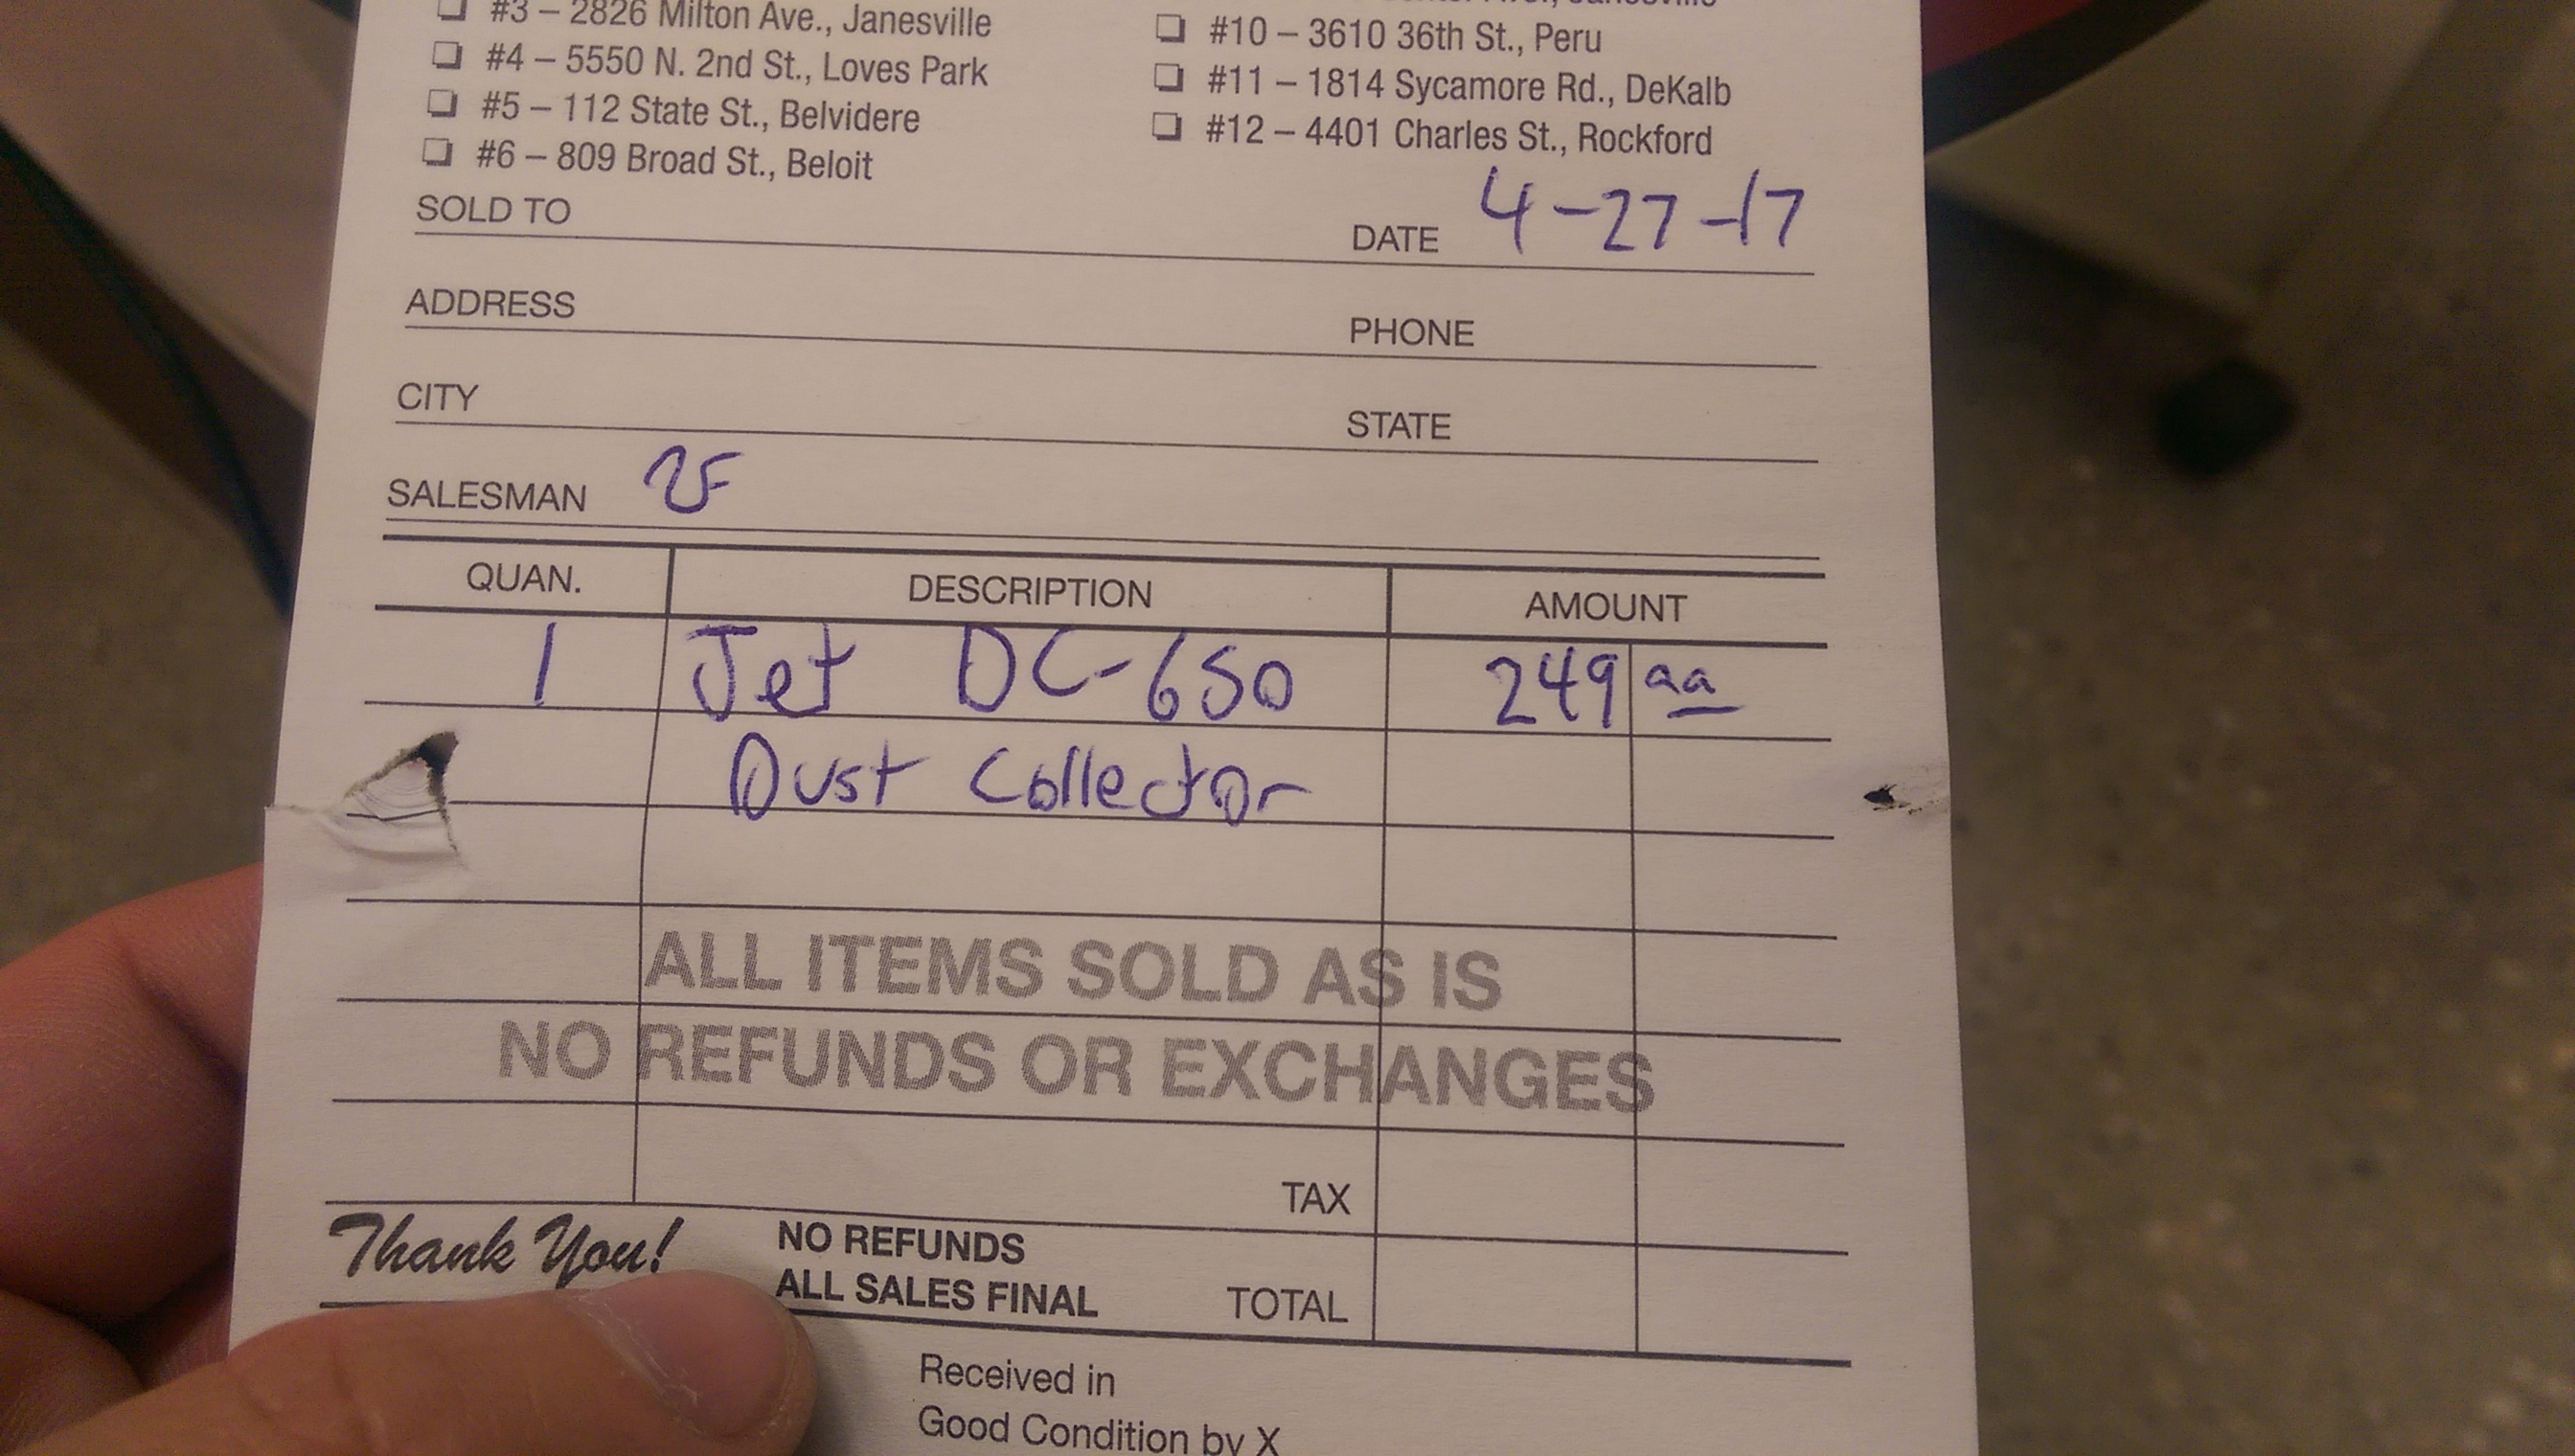 #3 – 2826 Milton Ave., Janesville
#4 – 5550 N. 2nd St., Loves Park
#5 – 112 State St., Belvidere
#6 – 809 Broad St., Beloit
Janesville
#10 – 3610 36th St., Peru
#11 – 1814 Sycamore Rd., DeKalb
#12 – 4401 Charles St., Rockford
SOLD TO
DATE 4-27-17
ADDRESS
PHONE
CITY
STATE
SALESMAN
QUAN. DESCRIPTION AMOUNT
1 Jet DC-650 249 99
Dust Collector
ALL ITEMS SOLD AS IS
NO REFUNDS OR EXCHANGES
TAX
Thank You!
NO REFUNDS
ALL SALES FINAL
TOTAL
Received in
Good Condition by X